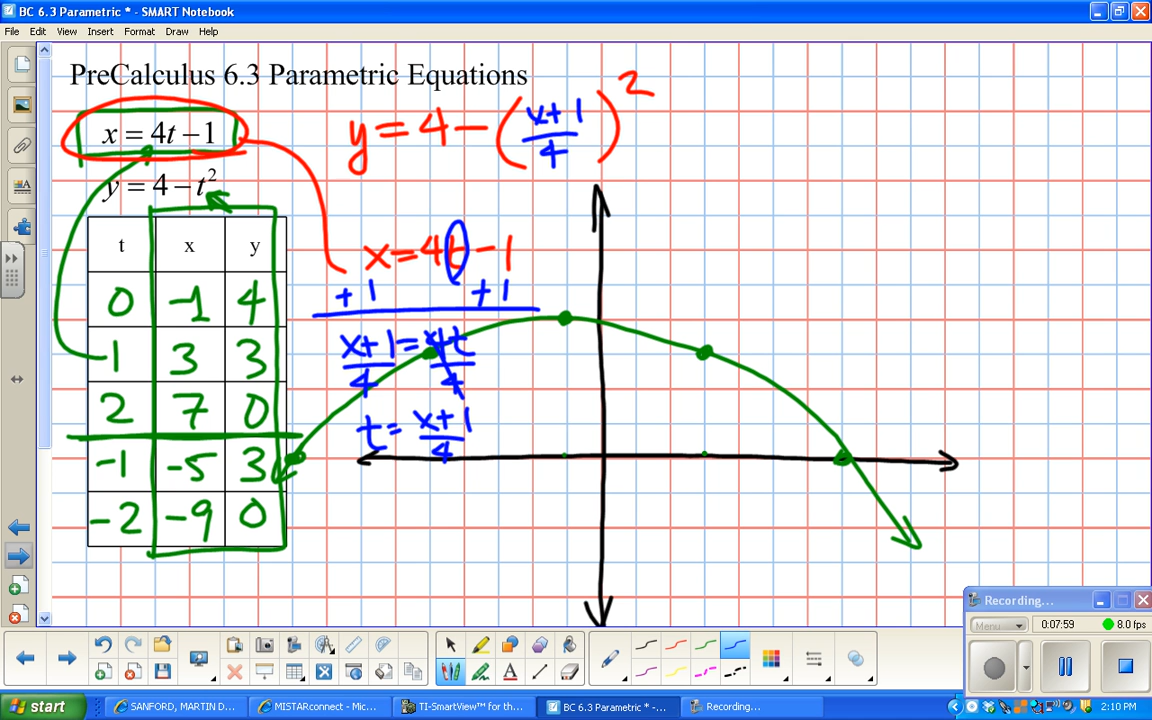 BC 6.3 Parametric * - SMART Notebook
File Edit View Insert Format Draw Help
PreCalculus 6.3 Parametric Equations
x = 4t − 1
y = 4 − t²
y = 4 − ((x+1)/4)²
t x y
0 -1 4
1 3 3
2 7 0
-1 -5 3
-2 -9 0
x = 4t − 1
+1 +1
(x+1)/4 = 4t/4
t = (x+1)/4
Recording...
Menu 0:07:59 8.0 fps
start SANFORD, MARTIN D... MISTARconnect - Mic... TI-SmartView™ for th... BC 6.3 Parametric * -... Recording... 2:10 PM